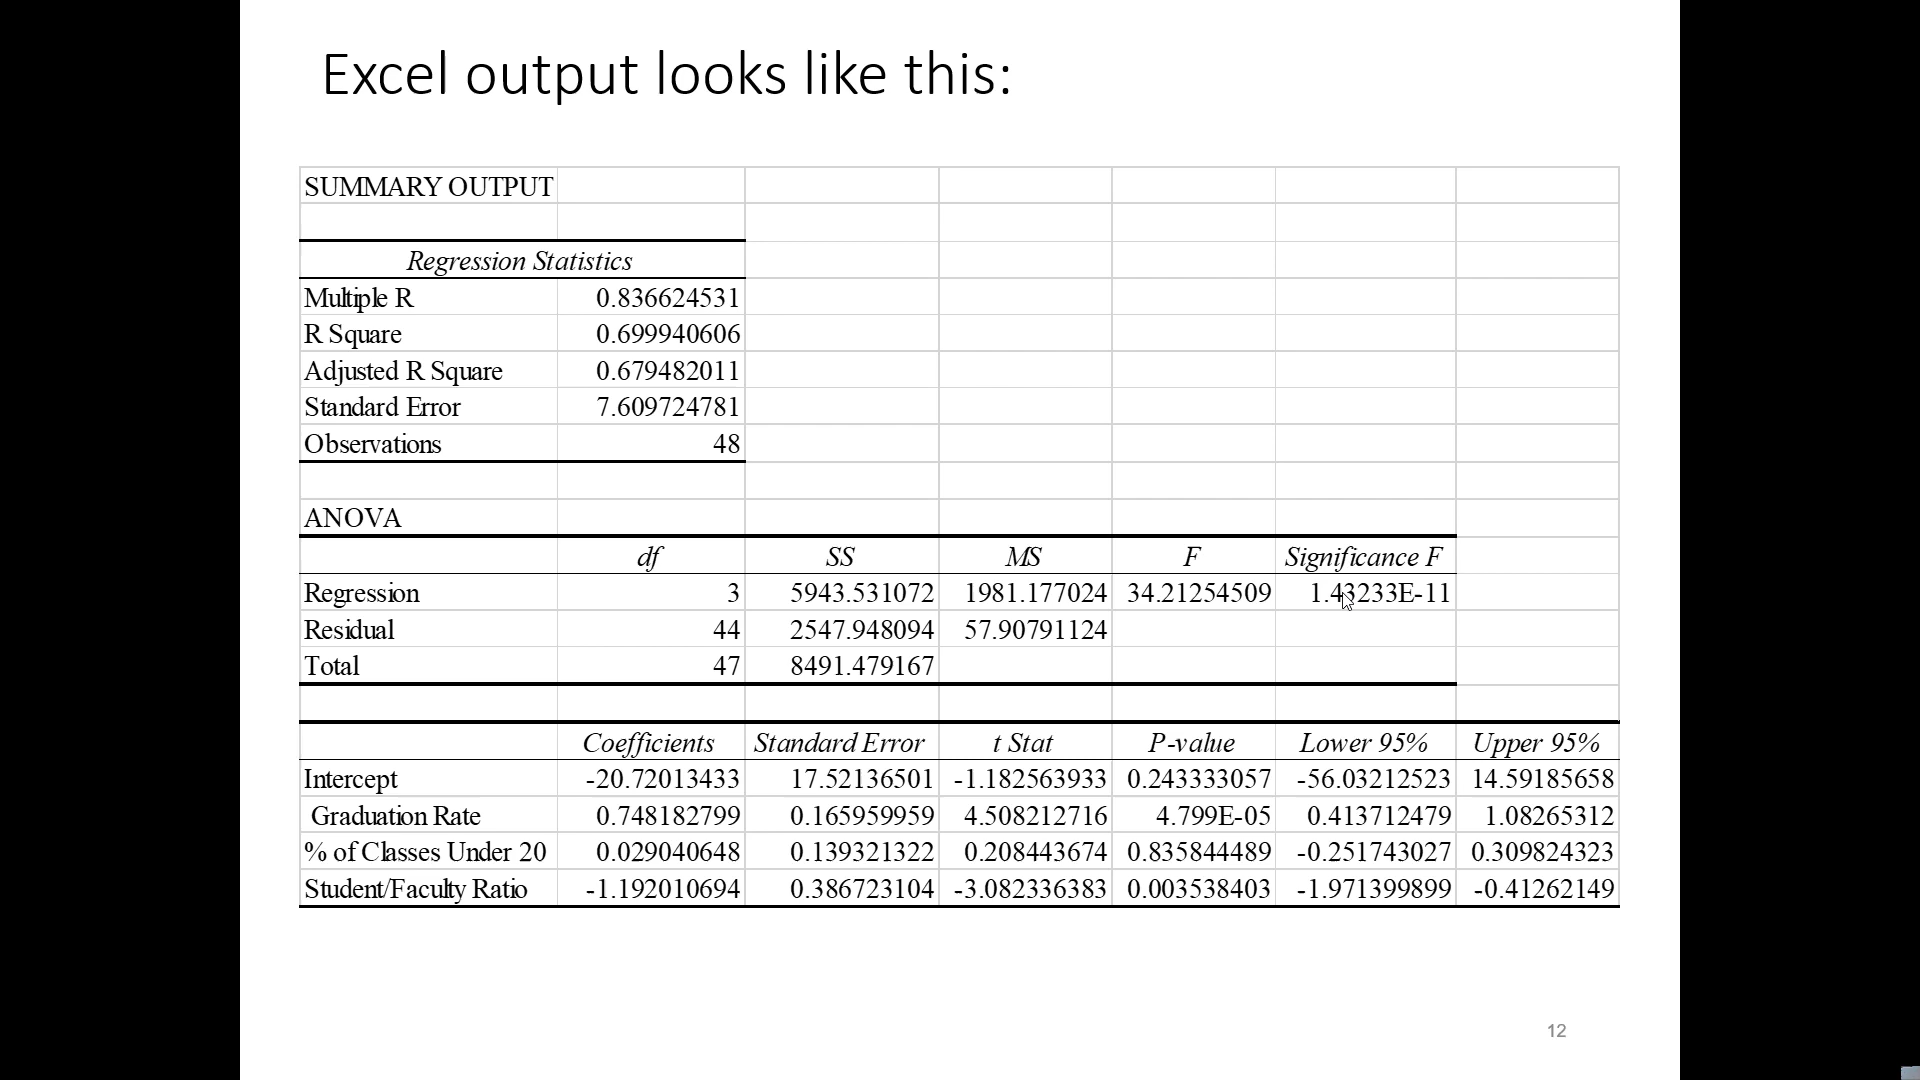 Excel output looks like this:
SUMMARY OUTPUT
Regression Statistics
Multiple R 0.836624531
R Square 0.699940606
Adjusted R Square 0.679482011
Standard Error 7.609724781
Observations 48
ANOVA
df SS MS F Significance F
Regression 3 5943.531072 1981.177024 34.21254509 1.43233E-11
Residual 44 2547.948094 57.90791124
Total 47 8491.479167
Coefficients Standard Error t Stat P-value Lower 95% Upper 95%
Intercept -20.72013433 17.52136501 -1.182563933 0.243333057 -56.03212523 14.59185658
Graduation Rate 0.748182799 0.165959959 4.508212716 4.799E-05 0.413712479 1.08265312
% of Classes Under 20 0.029040648 0.139321322 0.208443674 0.835844489 -0.251743027 0.309824323
Student/Faculty Ratio -1.192010694 0.386723104 -3.082336383 0.003538403 -1.971399899 -0.41262149
12